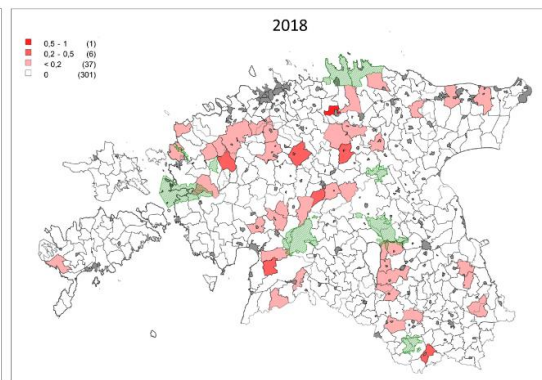 2018
0,5 - 1 (1)
0,2 - 0,5 (6)
< 0,2 (37)
0 (301)